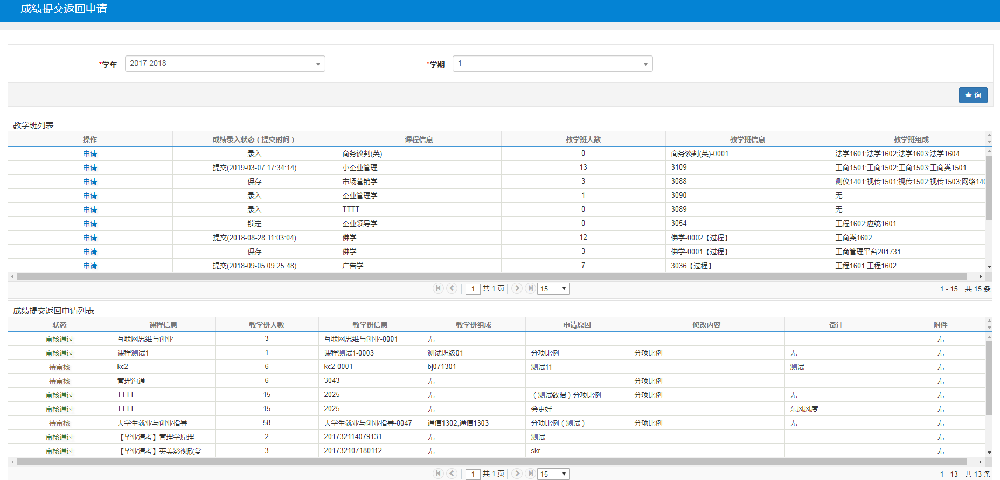 成绩提交返回申请
*学年 2017-2018 *学期 1
查 询
教学班列表
操作 成绩录入状态（提交时间） 课程信息 教学班人数 教学班信息 教学班组成
申请 录入 商务谈判(英) 0 商务谈判(英)-0001 法学1601;法学1602;法学1603;法学1604
申请 提交(2019-03-07 17:34:14) 小企业管理 13 3109 工商1501;工商1502;工商1503;工商类1501
申请 保存 市场营销学 3 3088 测仪1401;视传1501;视传1502;视传1503;网络140
申请 录入 企业管理学 1 3090 无
申请 录入 TTTT 0 3089 无
申请 锁定 企业领导学 0 3054 工程1602;应统1601
申请 提交(2018-08-28 11:03:04) 佛学 12 佛学-0002【过程】 工商类1602
申请 保存 佛学 3 佛学-0001【过程】 工商管理平台201731
申请 提交(2018-09-05 09:25:48) 广告学 7 3036【过程】 工程1601;工程1602
1 共 1 页 15 1 - 15 共 15 条
成绩提交返回申请列表
状态 课程信息 教学班人数 教学班信息 教学班组成 申请原因 修改内容 备注 附件
审核通过 互联网思维与创业 3 互联网思维与创业-0001 无 无
审核通过 课程测试1 1 课程测试1-0003 测试班级01 分项比例 分项比例 无 无
待审核 kc2 6 kc2-0001 bj071301 测试11 测试 无
待审核 管理沟通 6 3043 无 分项比例 无
审核通过 TTTT 15 2025 无 （测试数据）分项比例 分项比例 无 无
审核通过 TTTT 15 2025 无 会更好 东风风度 无
待审核 大学生就业与创业指导 58 大学生就业与创业指导-0047 通信1302;通信1303 分项比例（测试） 分项比例 无 无
审核通过 【毕业清考】管理学原理 2 201732114079131 无 测试 无
审核通过 【毕业清考】英美影视欣赏 3 201732107180112 无 skr 无
1 共 1 页 15 1 - 13 共 13 条